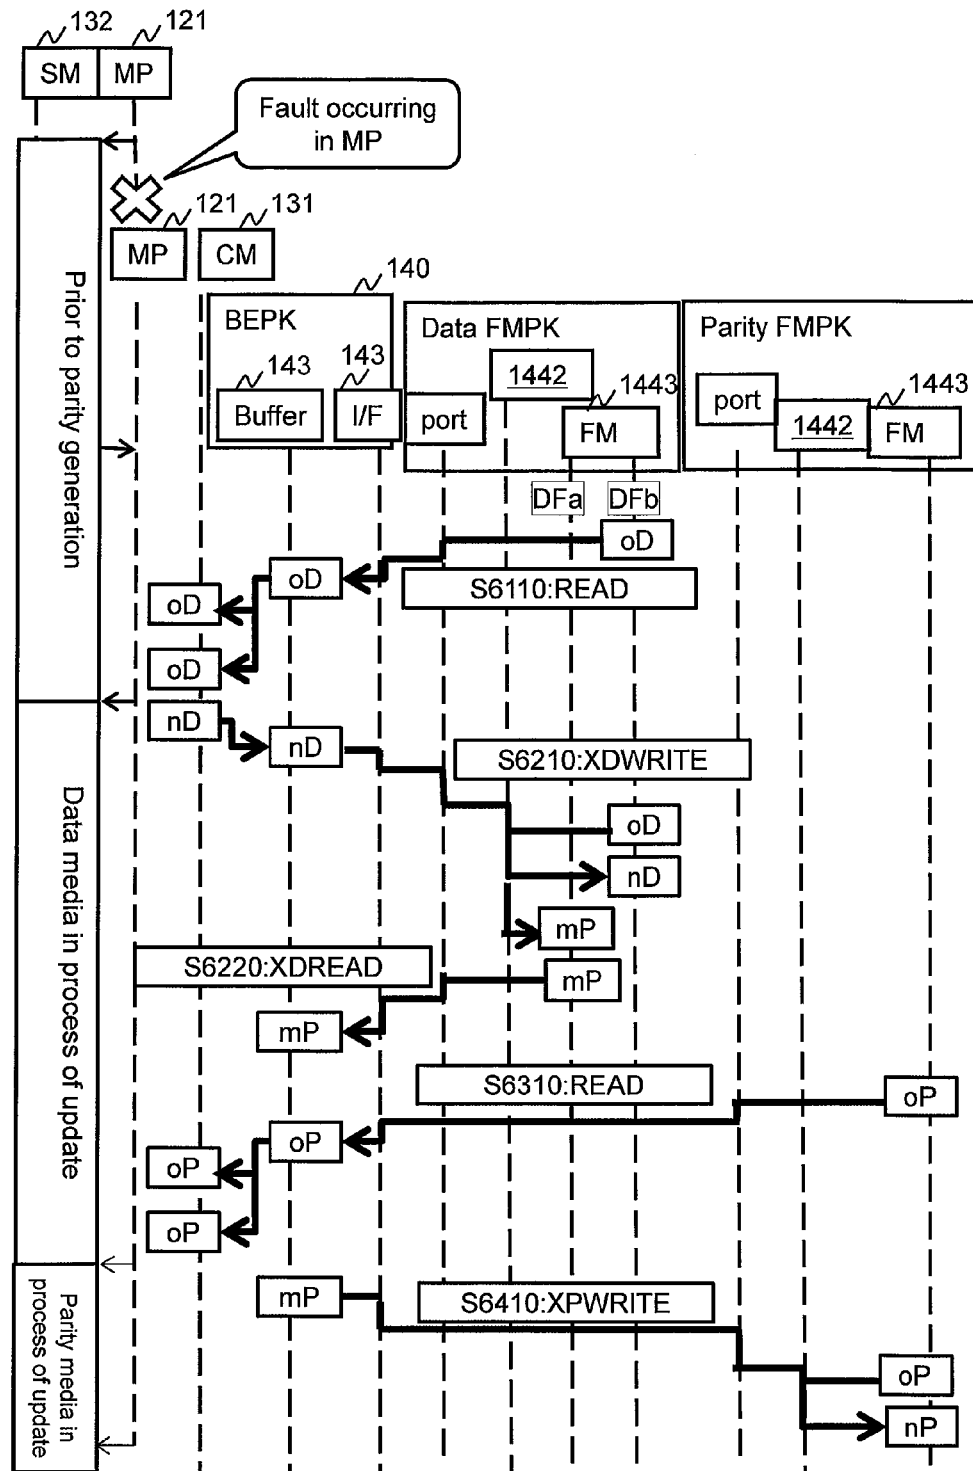 132
121
SM
MP
Fault occurring
in MP
121
131
MP
CM
140
BEPK
Data FMPK
Parity FMPK
143
143
1442
1443
1443
Buffer
I/F
port
FM
port
1442
FM
Prior to parity generation
DFa
DFb
oD
oD
S6110:READ
oD
oD
nD
nD
S6210:XDWRITE
Data media in process of update
oD
nD
mP
S6220:XDREAD
mP
mP
S6310:READ
oP
oP
oP
oP
Parity media in
process of update
mP
S6410:XPWRITE
oP
nP